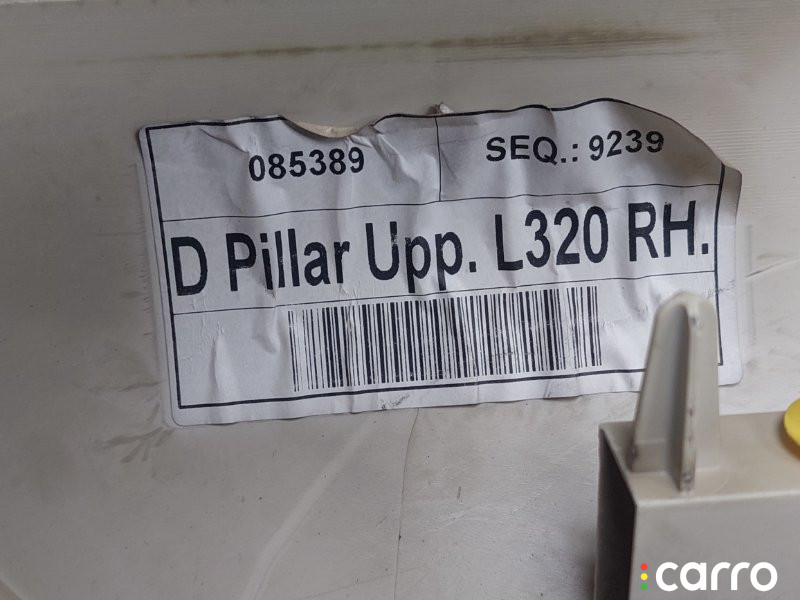 085389 SEQ.: 9239
D Pillar Upp. L320 RH.
carro